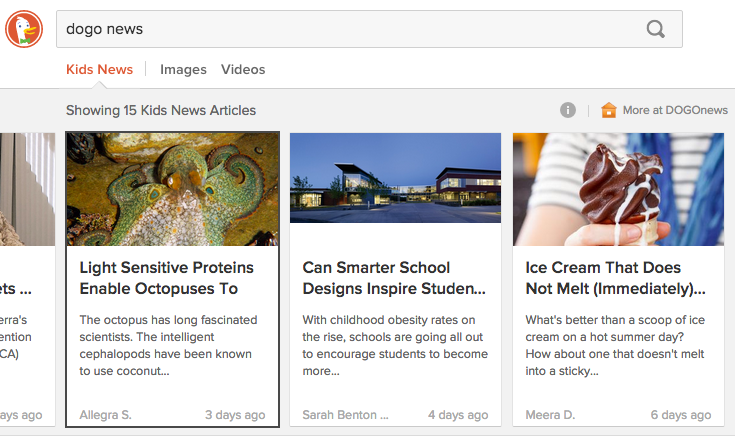 dogo news
Kids News
Images
Videos
Showing 15 Kids News Articles
More at DOGOnews
ets ...
erra's
ention
CA)
ays ago
Light Sensitive Proteins
Enable Octopuses To
The octopus has long fascinated
scientists. The intelligent
cephalopods have been known
to use coconut...
Allegra S.
3 days ago
Can Smarter School
Designs Inspire Studen...
With childhood obesity rates on
the rise, schools are going all out
to encourage students to become
more...
Sarah Benton ...
4 days ago
Ice Cream That Does
Not Melt (Immediately)...
What's better than a scoop of ice
cream on a hot summer day?
How about one that doesn't melt
into a sticky...
Meera D.
6 days ago